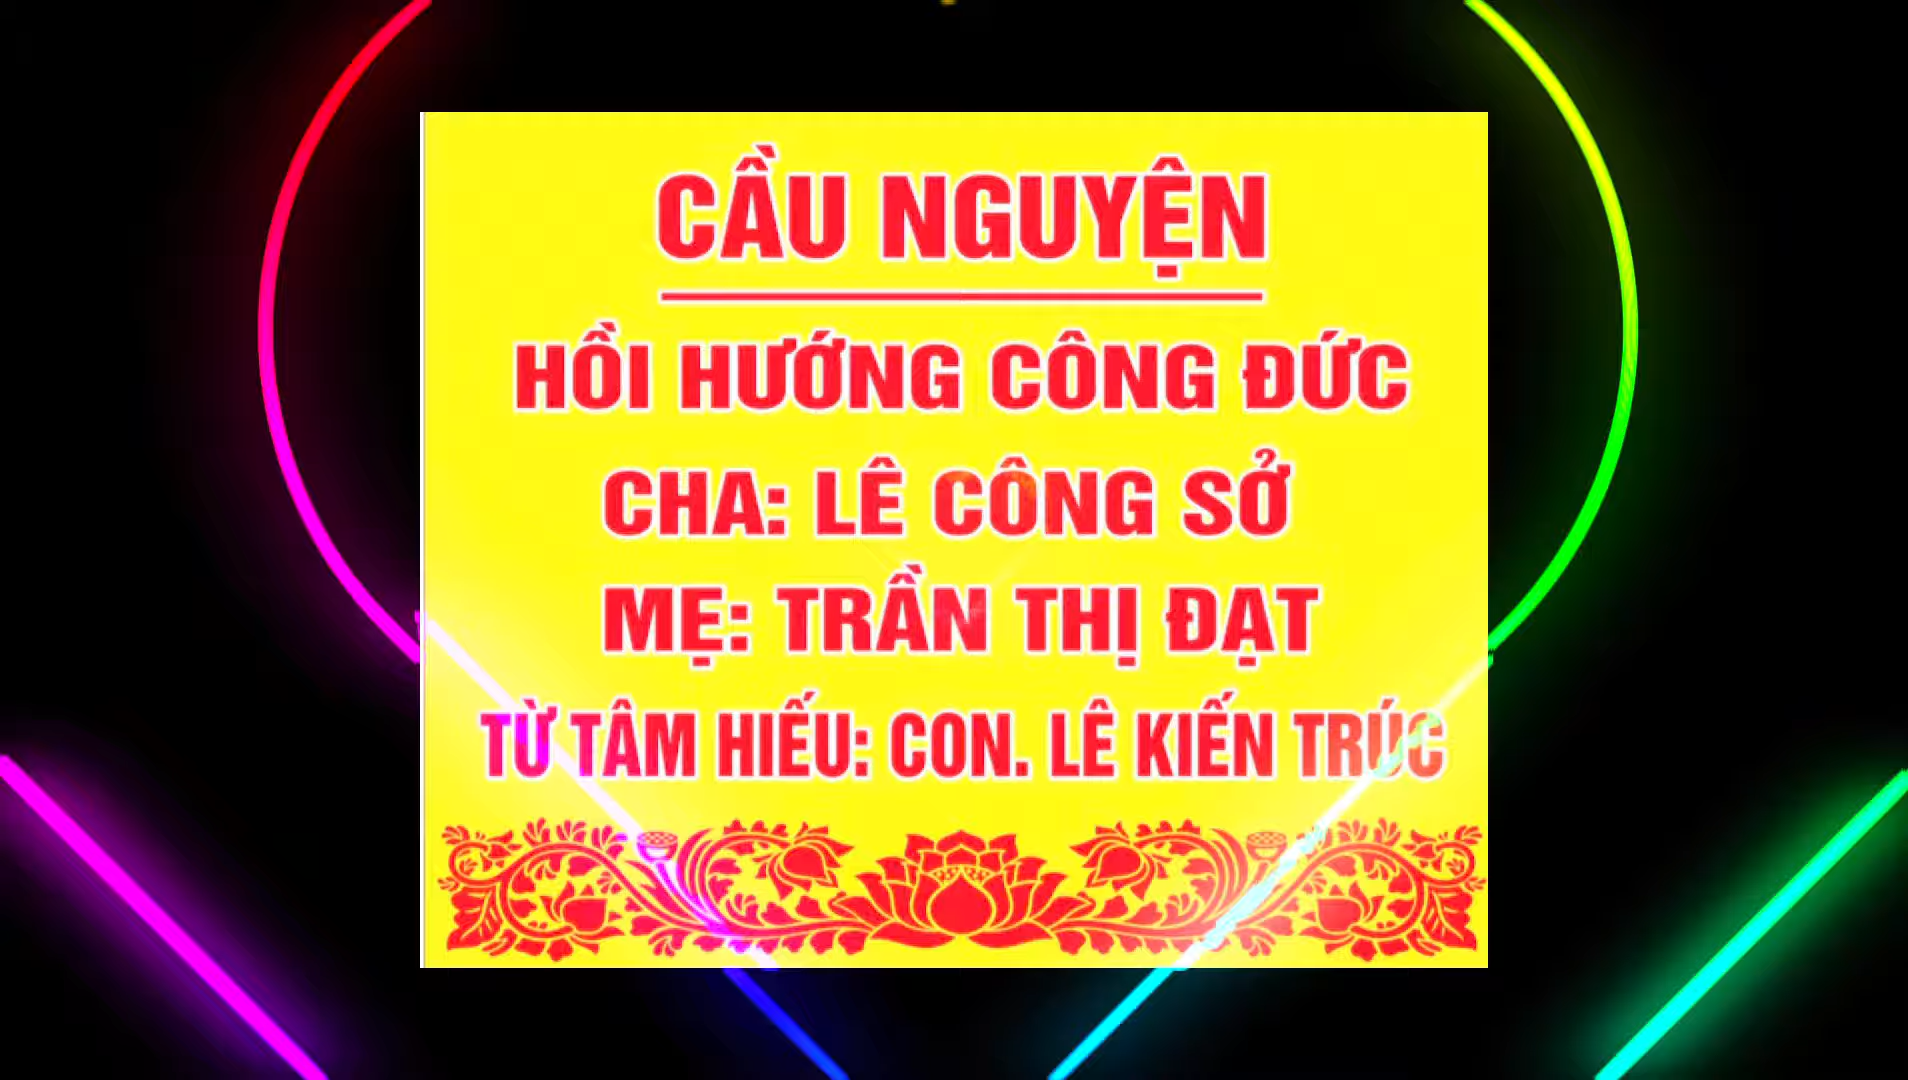 CẦU NGUYỆN
HỒI HƯỚNG CÔNG ĐỨC
CHA: LÊ CÔNG SỞ
MẸ: TRẦN THỊ ĐẠT
TỪ TÂM HIẾU: CON. LÊ KIẾN TRÚC